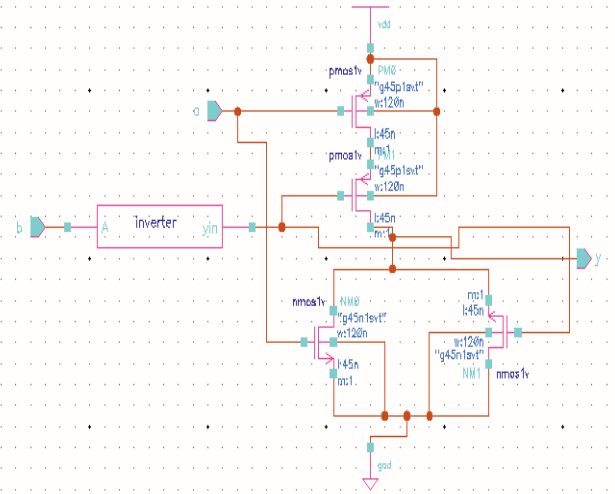 vdd
pmos1v PM0
"g45p1svt"
w:120n
a
l:45n
m:1
pmos1v PM1
"g45p1svt"
w:120n
l:45n
m:1
b A inverter yin
y
nmos1v NM0
"g45n1svt"
w:120n
l:45n
m:1
m:1
l:45n
w:120n
"g45n1svt"
NM1 nmos1v
gnd